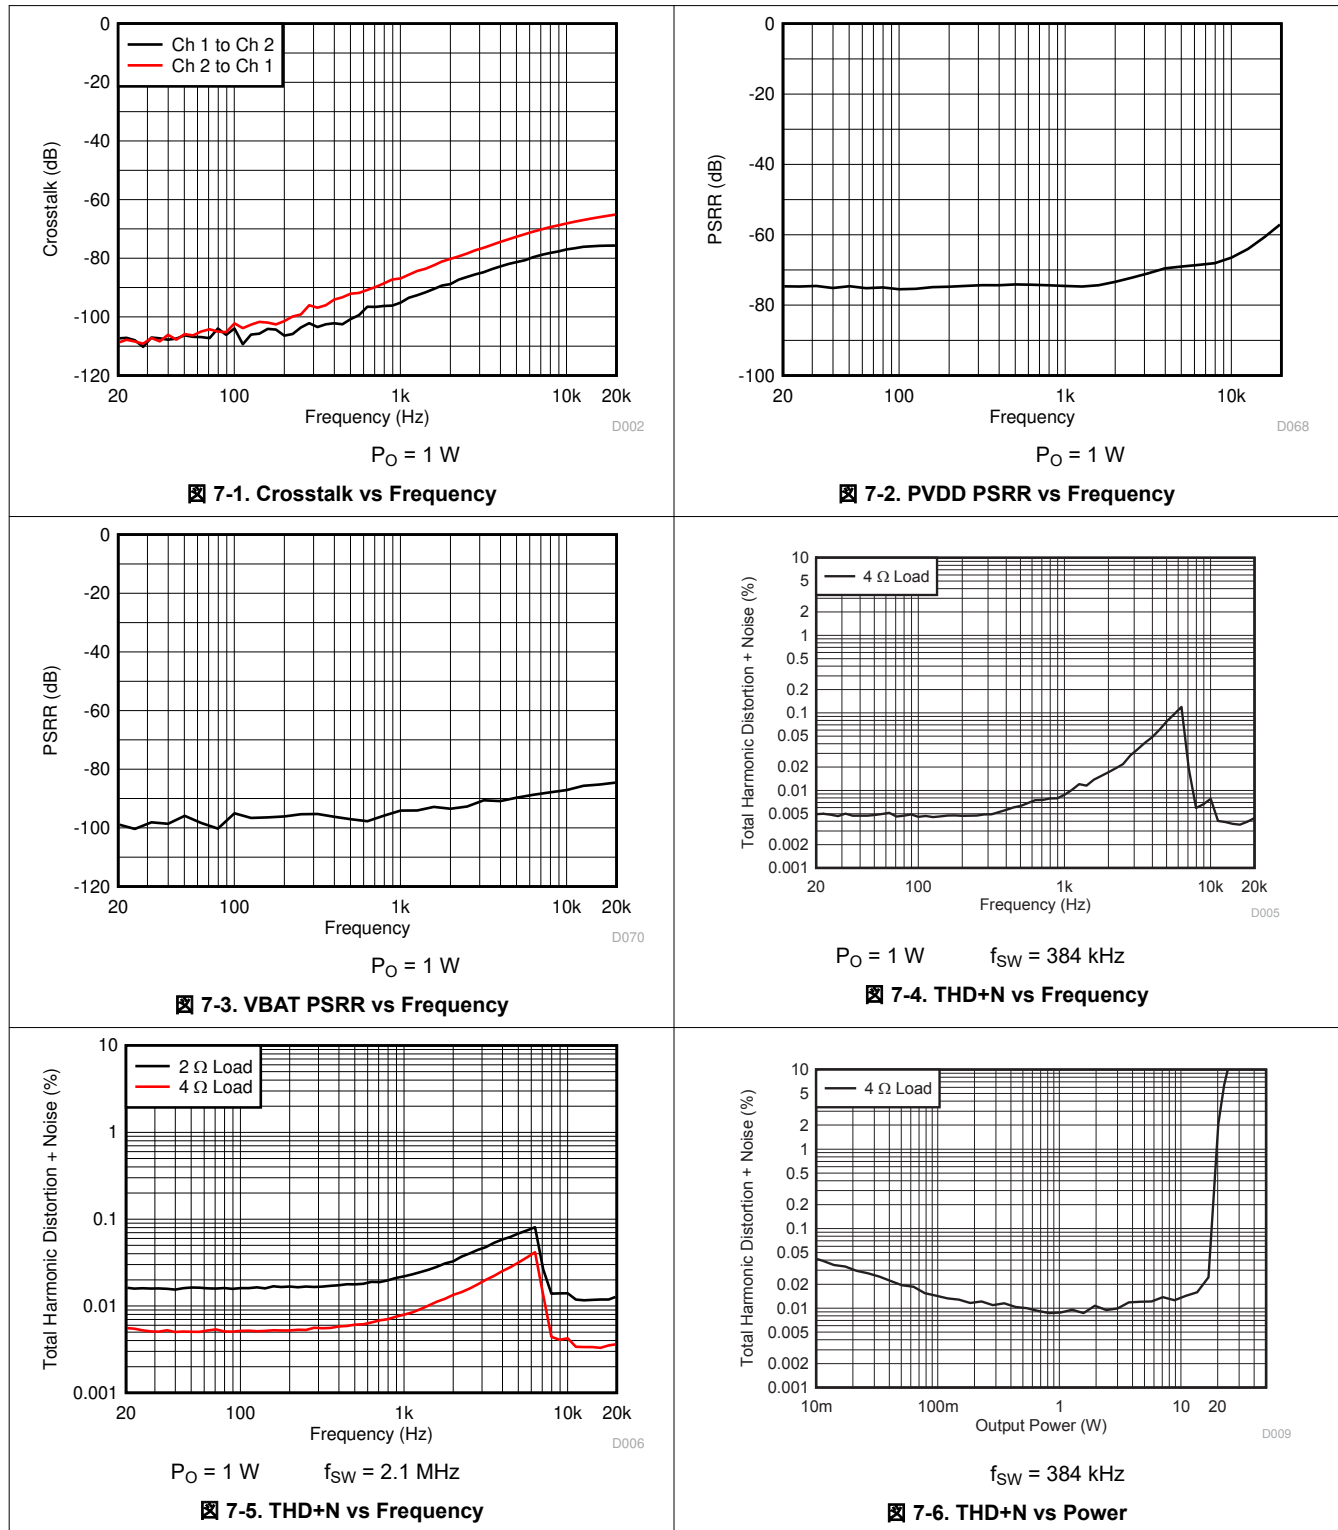 0
-20
-40
-60
-80
-100
-120
Crosstalk (dB)
Ch 1 to Ch 2
Ch 2 to Ch 1
20 100 1k 10k 20k
Frequency (Hz)
D002
PO = 1 W
図 7-1. Crosstalk vs Frequency
0
-20
-40
-60
-80
-100
PSRR (dB)
20 100 1k 10k
Frequency
D068
PO = 1 W
図 7-2. PVDD PSRR vs Frequency
0
-20
-40
-60
-80
-100
-120
PSRR (dB)
20 100 1k 10k 20k
Frequency
D070
PO = 1 W
図 7-3. VBAT PSRR vs Frequency
10
5
2
1
0.5
0.2
0.1
0.05
0.02
0.01
0.005
0.002
0.001
Total Harmonic Distortion + Noise (%)
4 Ω Load
20 100 1k 10k 20k
Frequency (Hz)
D005
PO = 1 W fSW = 384 kHz
図 7-4. THD+N vs Frequency
10
1
0.1
0.01
0.001
Total Harmonic Distortion + Noise (%)
2 Ω Load
4 Ω Load
20 100 1k 10k 20k
Frequency (Hz)
D006
PO = 1 W fSW = 2.1 MHz
図 7-5. THD+N vs Frequency
10
5
2
1
0.5
0.2
0.1
0.05
0.02
0.01
0.005
0.002
0.001
Total Harmonic Distortion + Noise (%)
4 Ω Load
10m 100m 1 10 20
Output Power (W)
D009
fSW = 384 kHz
図 7-6. THD+N vs Power